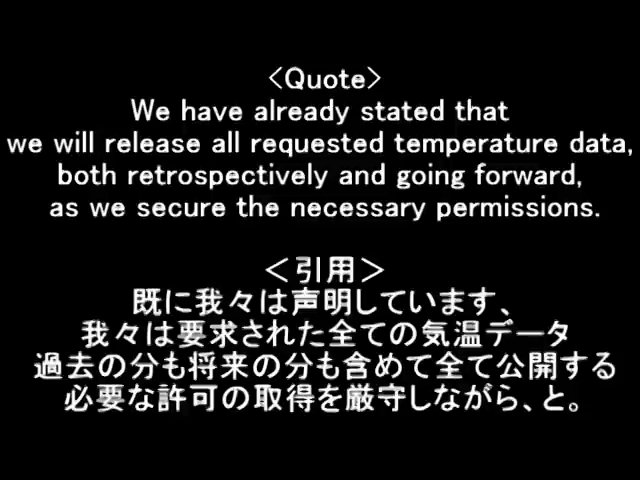 <Quote>
We have already stated that
we will release all requested temperature data,
both retrospectively and going forward,
as we secure the necessary permissions.
＜引用＞
既に我々は声明しています、
我々は要求された全ての気温データ
過去の分も将来の分も含めて全て公開する
必要な許可の取得を厳守しながら、と。